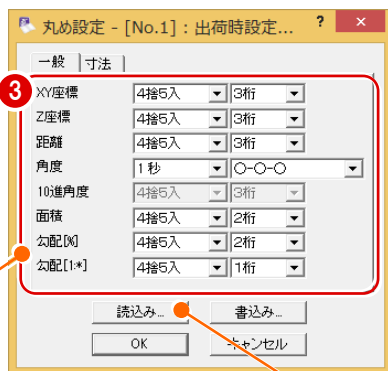 丸め設定 - [No.1] : 出荷時設定... ? ×
一般 寸法
3
XY座標 4捨5入 3桁
Z座標 4捨5入 3桁
距離 4捨5入 3桁
角度 1 秒 〇-〇-〇
10進角度 4捨5入 3桁
面積 4捨5入 2桁
勾配[%] 4捨5入 2桁
勾配[1:*] 4捨5入 1桁
読込み... 書込み...
OK キャンセル